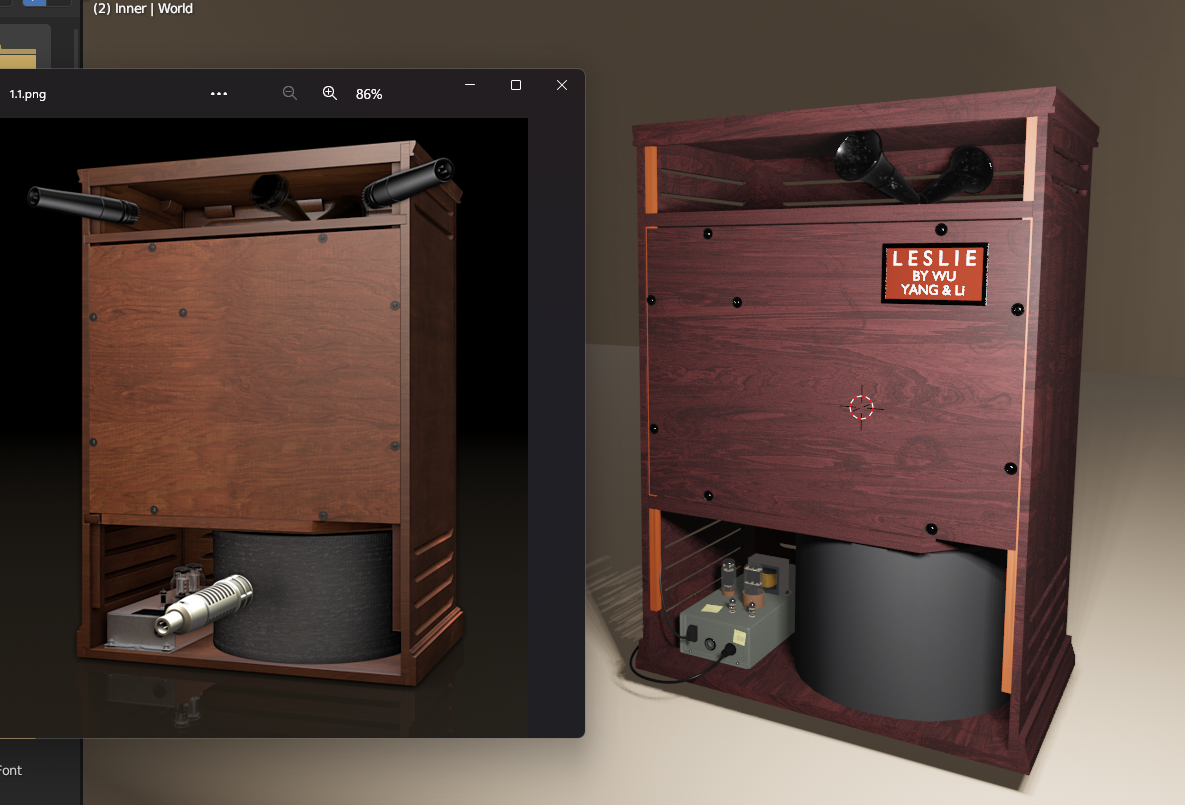 (2) Inner | World
1.1.png
86%
LESLIE
BY WU
YANG & Li
Font